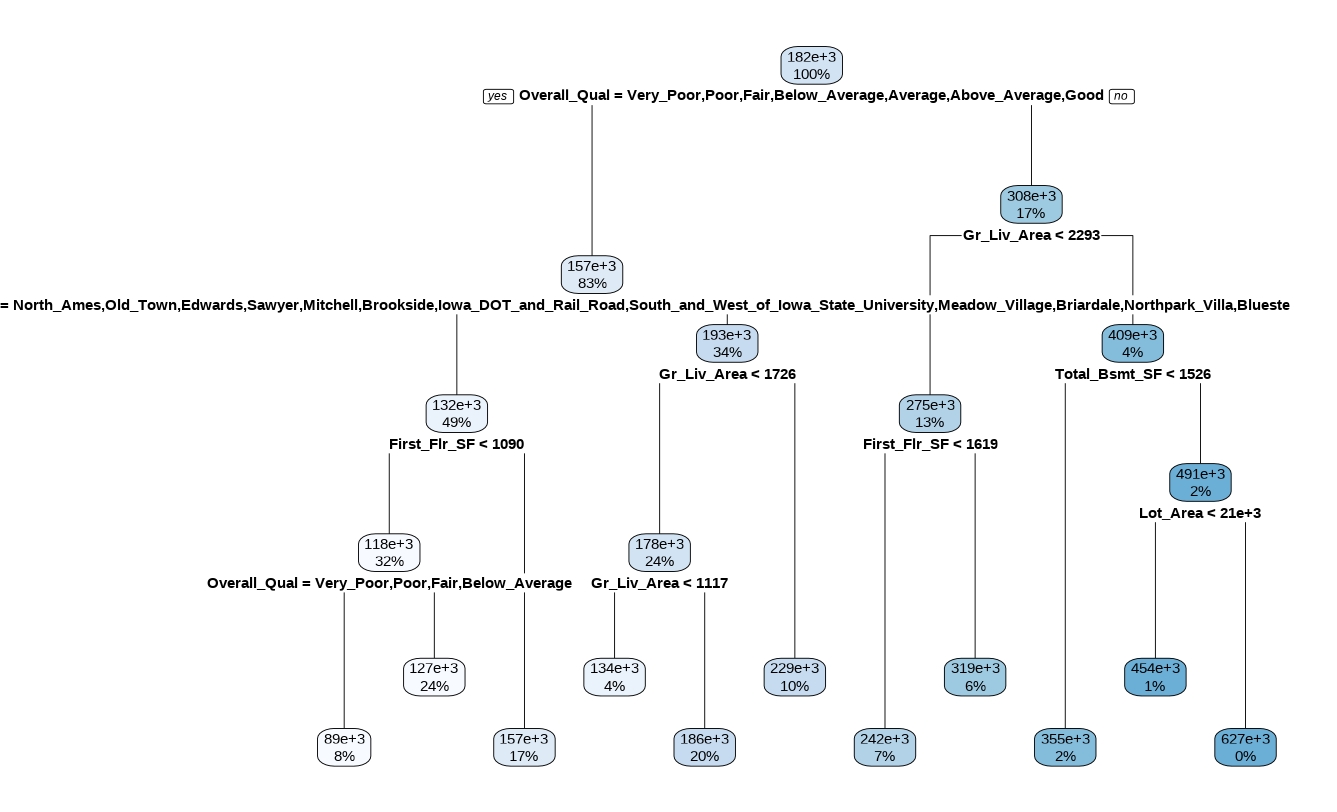 182e+3
100%
yes Overall_Qual = Very_Poor,Poor,Fair,Below_Average,Average,Above_Average,Good no
308e+3
17%
Gr_Liv_Area < 2293
157e+3
83%
= North_Ames,Old_Town,Edwards,Sawyer,Mitchell,Brookside,Iowa_DOT_and_Rail_Road,South_and_West_of_Iowa_State_University,Meadow_Village,Briardale,Northpark_Villa,Blueste
193e+3
34%
Gr_Liv_Area < 1726
409e+3
4%
Total_Bsmt_SF < 1526
132e+3
49%
First_Flr_SF < 1090
275e+3
13%
First_Flr_SF < 1619
491e+3
2%
Lot_Area < 21e+3
118e+3
32%
Overall_Qual = Very_Poor,Poor,Fair,Below_Average
178e+3
24%
Gr_Liv_Area < 1117
127e+3
24%
134e+3
4%
229e+3
10%
319e+3
6%
454e+3
1%
89e+3
8%
157e+3
17%
186e+3
20%
242e+3
7%
355e+3
2%
627e+3
0%